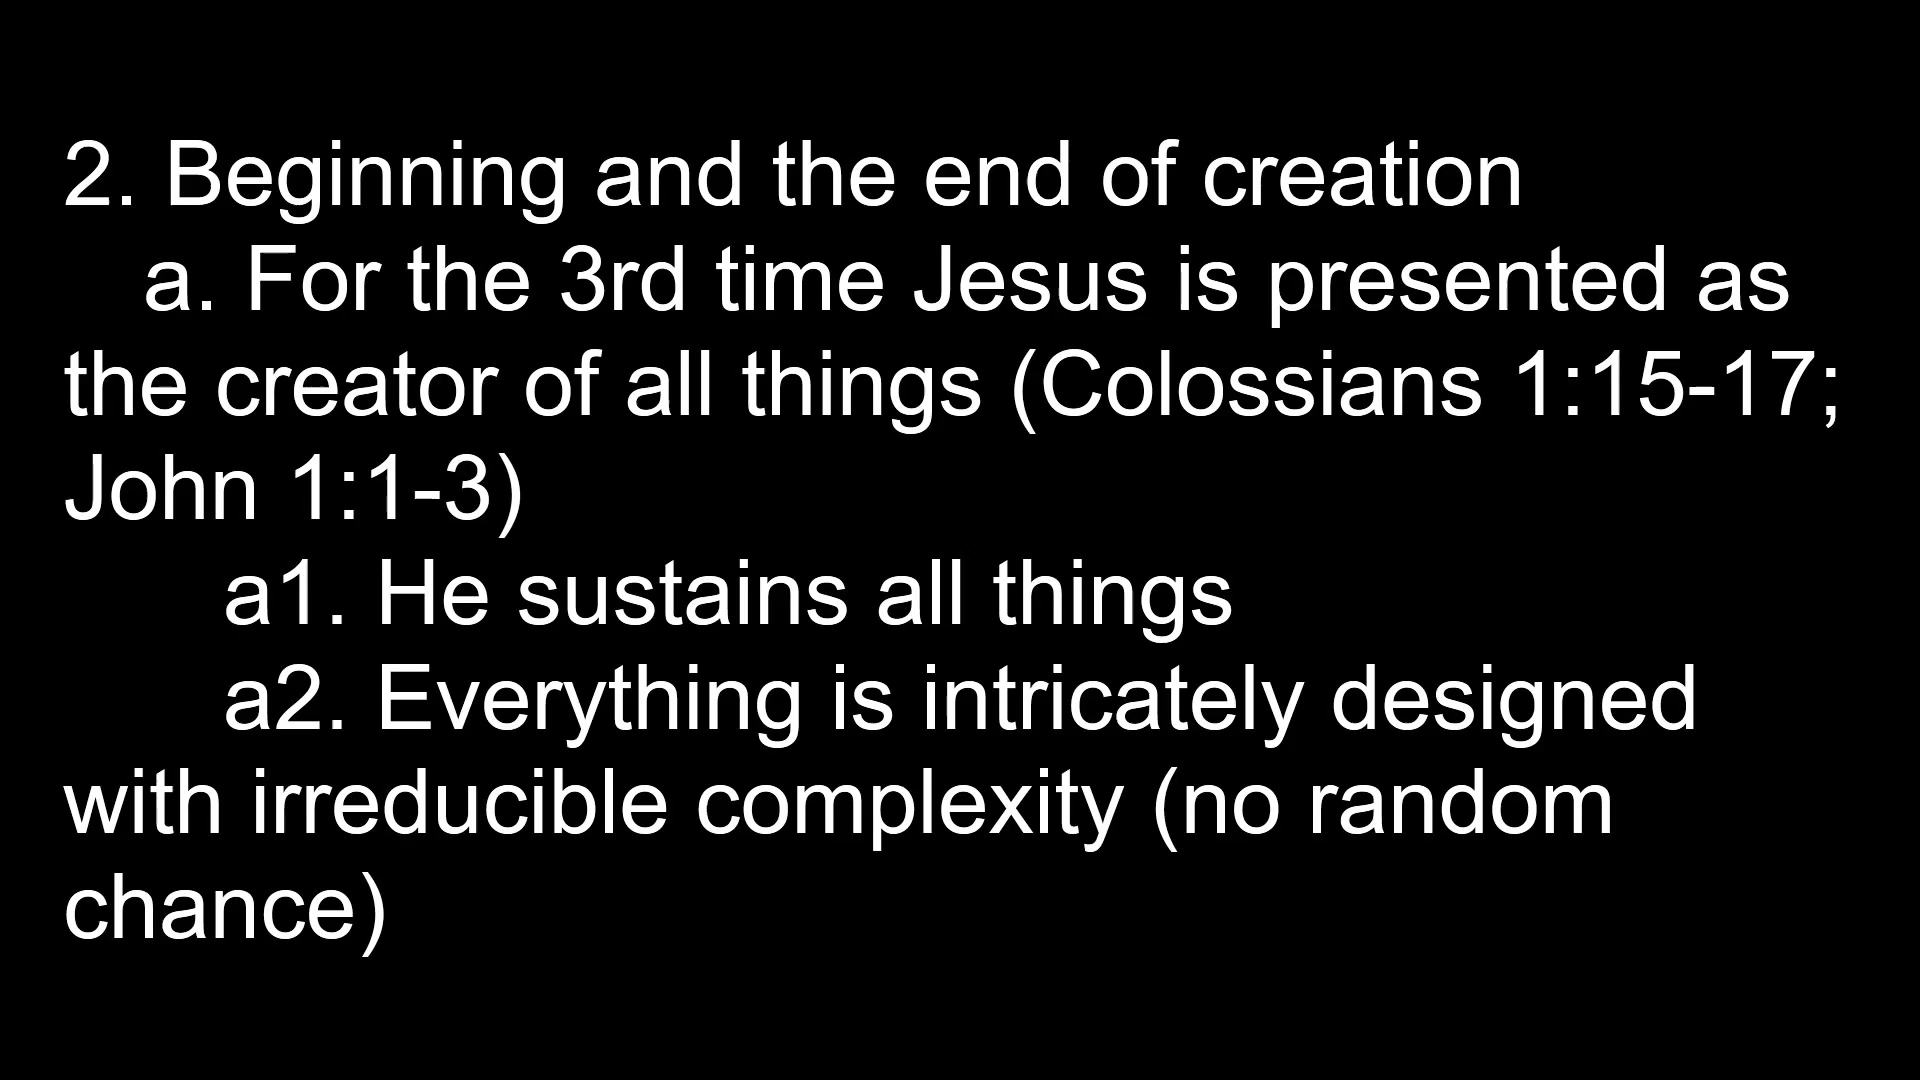 2. Beginning and the end of creation
a. For the 3rd time Jesus is presented as
the creator of all things (Colossians 1:15-17;
John 1:1-3)
a1. He sustains all things
a2. Everything is intricately designed
with irreducible complexity (no random
chance)